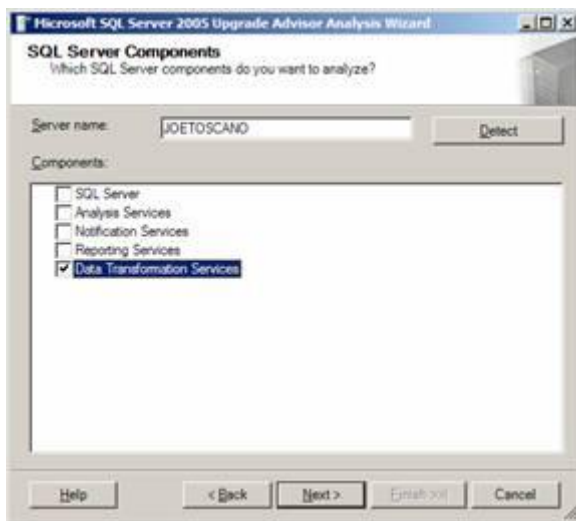 Microsoft SQL Server 2005 Upgrade Advisor Analysis Wizard
SQL Server Components
Which SQL Server components do you want to analyze?
Server name:
JOETOSCANO
Detect
Components:
SQL Server
Analysis Services
Notification Services
Reporting Services
Data Transformation Services
Help
< Back
Next >
Finish >>|
Cancel